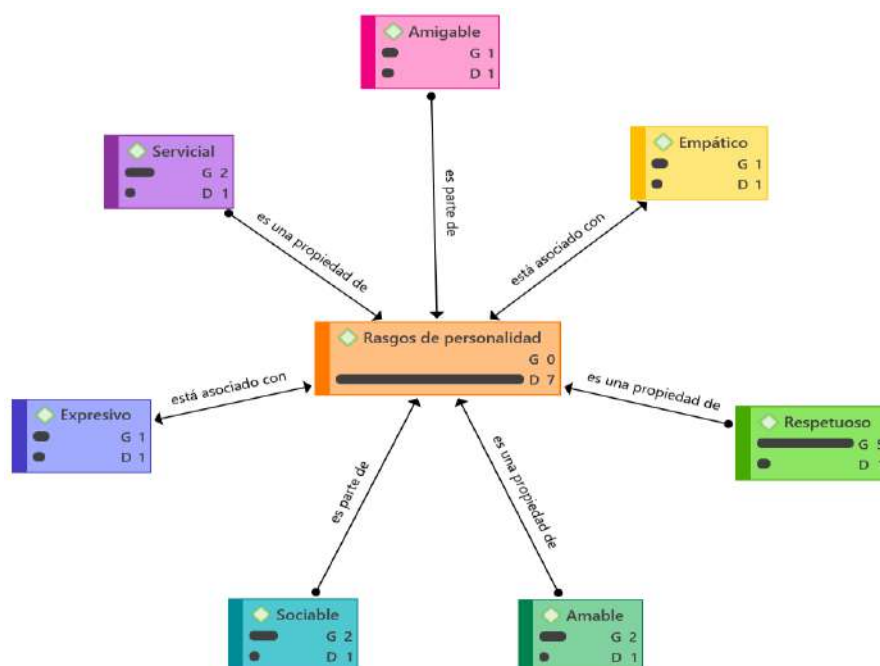 Amigable
G 1
D 1
Servicial
G 2
D 1
Empático
G 1
D 1
es parte de
es una propiedad de
está asociado con
Rasgos de personalidad
G 0
D 7
está asociado con
es una propiedad de
Expresivo
G 1
D 1
Respetuoso
G 5
D 1
es parte de
es una propiedad de
Sociable
G 2
D 1
Amable
G 2
D 1